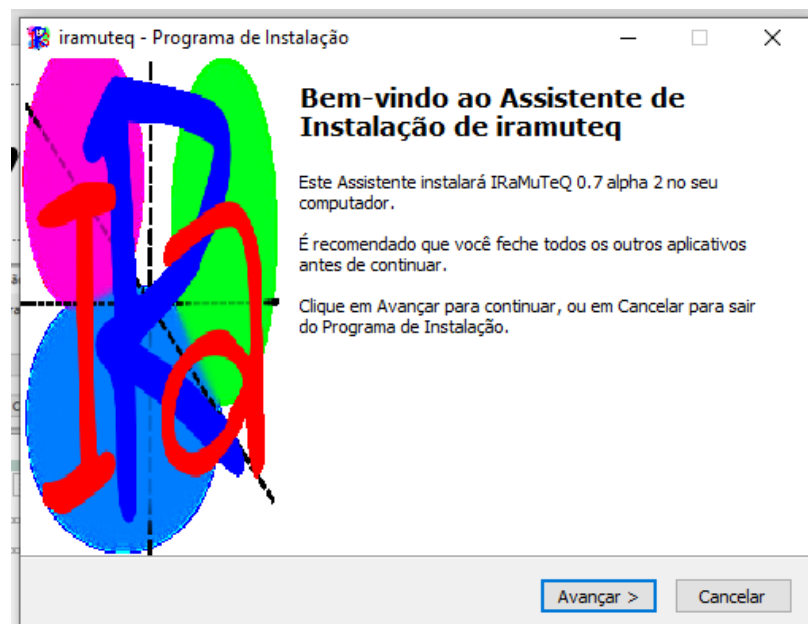 iramuteq - Programa de Instalação
Bem-vindo ao Assistente de
Instalação de iramuteq
Este Assistente instalará IRaMuTeQ 0.7 alpha 2 no seu
computador.
É recomendado que você feche todos os outros aplicativos
antes de continuar.
Clique em Avançar para continuar, ou em Cancelar para sair
do Programa de Instalação.
IRa
Avançar >
Cancelar